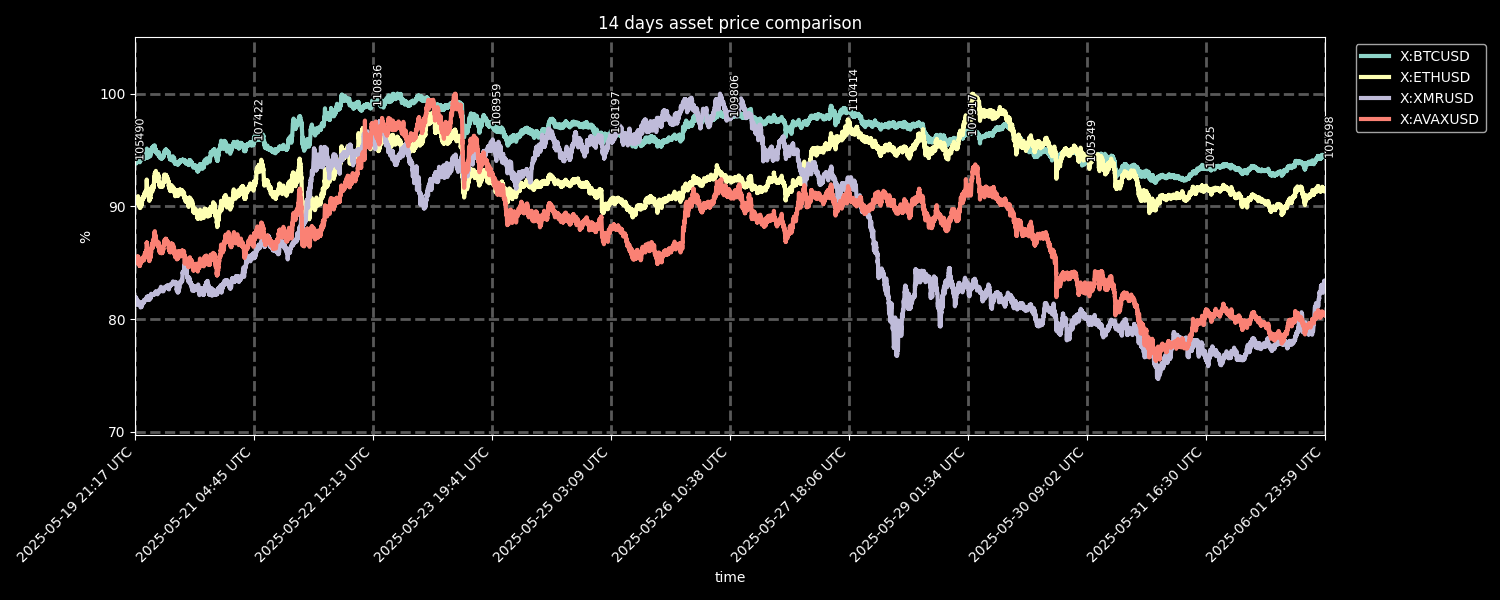 14 days asset price comparison
X:BTCUSD
X:ETHUSD
X:XMRUSD
X:AVAXUSD
100
90
80
70
%
105490
107422
110836
108959
108197
109806
110414
107917
105349
104725
105698
2025-05-19 21:17 UTC
2025-05-21 04:45 UTC
2025-05-22 12:13 UTC
2025-05-23 19:41 UTC
2025-05-25 03:09 UTC
2025-05-26 10:38 UTC
2025-05-27 18:06 UTC
2025-05-29 01:34 UTC
2025-05-30 09:02 UTC
2025-05-31 16:30 UTC
2025-06-01 23:59 UTC
time